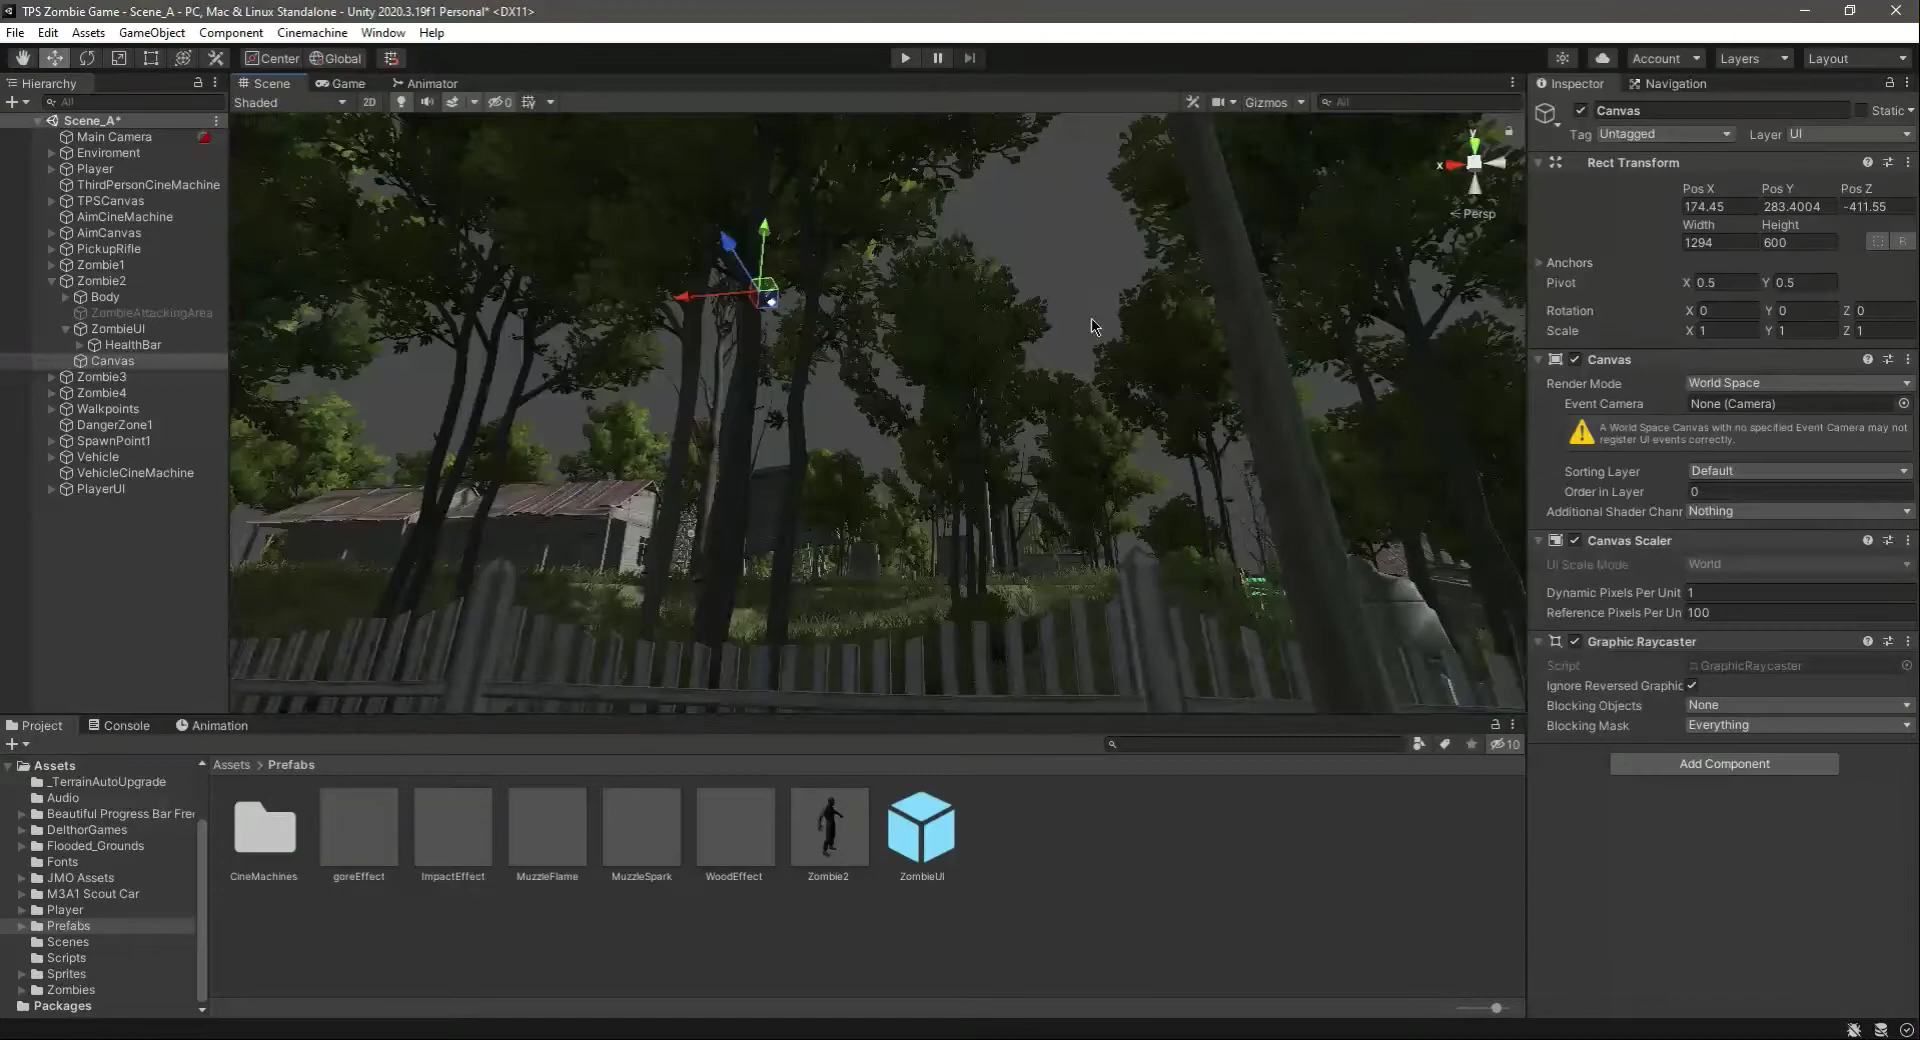 TPS Zombie Game - Scene_A - PC, Mac & Linux Standalone - Unity 2020.3.19f1 Personal* <DX11>
File Edit Assets GameObject Component Cinemachine Window Help
Center Global Account Layers Layout
Hierarchy
All
Scene_A*
Main Camera
Enviroment
Player
ThirdPersonCineMachine
TPSCanvas
AimCineMachine
AimCanvas
PickupRifle
Zombie1
Zombie2
Body
ZombieAttackingArea
ZombieUI
HealthBar
Canvas
Zombie3
Zombie4
Walkpoints
DangerZone1
SpawnPoint1
Vehicle
VehicleCineMachine
PlayerUI
Scene Game Animator
Shaded 2D 0 Gizmos All
y
x
Persp
Inspector Navigation
Canvas Static
Tag Untagged Layer UI
Rect Transform
Pos X Pos Y Pos Z
174.45 283.4004 -411.55
Width Height
1294 600 R
Anchors
Pivot X 0.5 Y 0.5
Rotation X 0 Y 0 Z 0
Scale X 1 Y 1 Z 1
Canvas
Render Mode World Space
Event Camera None (Camera)
A World Space Canvas with no specified Event Camera may not
register UI events correctly.
Sorting Layer Default
Order in Layer 0
Additional Shader Chann Nothing
Canvas Scaler
UI Scale Mode World
Dynamic Pixels Per Unit 1
Reference Pixels Per Un 100
Graphic Raycaster
Script GraphicRaycaster
Ignore Reversed Graphic
Blocking Objects None
Blocking Mask Everything
Add Component
Project Console Animation
10
Assets
_TerrainAutoUpgrade
Audio
Beautiful Progress Bar Free
DelthorGames
Flooded_Grounds
Fonts
JMO Assets
M3A1 Scout Car
Player
Prefabs
Scenes
Scripts
Sprites
Zombies
Packages
Assets > Prefabs
CineMachines goreEffect ImpactEffect MuzzleFlame MuzzleSpark WoodEffect Zombie2 ZombieUI